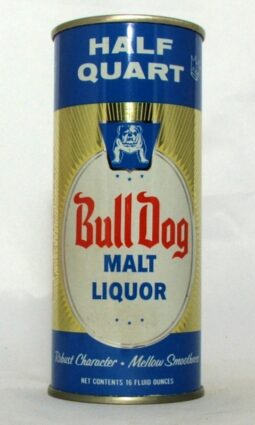 HALF
QUART
Bull Dog
MALT
LIQUOR
Robust Character • Mellow Smoothness
NET CONTENTS 16 FLUID OUNCES